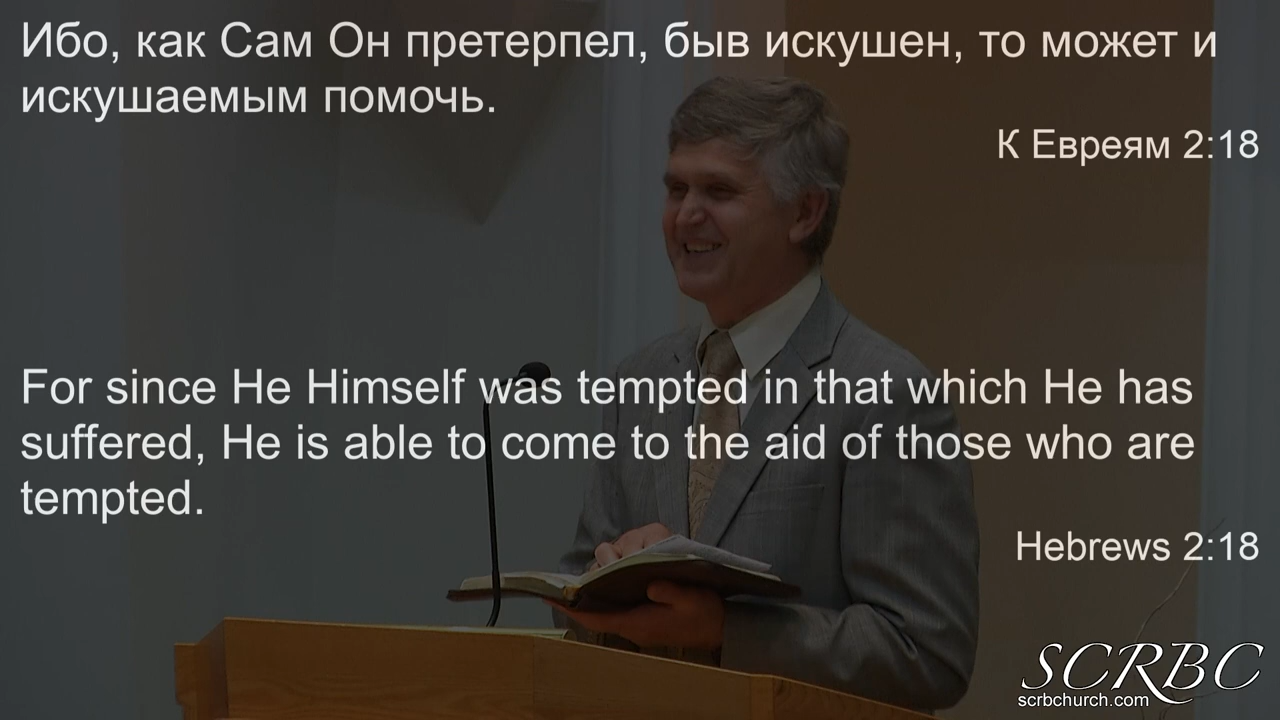 Ибо, как Сам Он претерпел, быв искушен, то может и
искушаемым помочь.
К Евреям 2:18
For since He Himself was tempted in that which He has
suffered, He is able to come to the aid of those who are
tempted.
Hebrews 2:18
SCRBC
scrbchurch.com